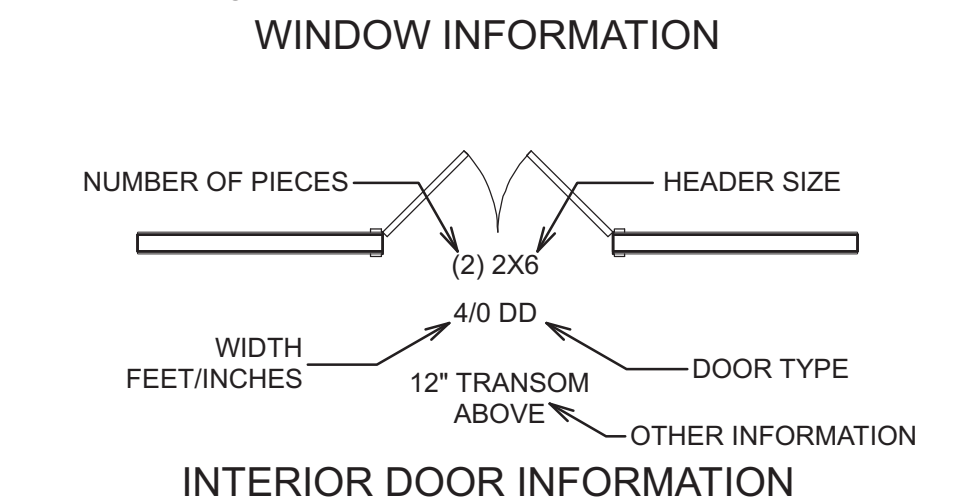 WINDOW INFORMATION
NUMBER OF PIECES
HEADER SIZE
(2) 2X6
4/0 DD
WIDTH
FEET/INCHES
DOOR TYPE
12" TRANSOM
ABOVE
OTHER INFORMATION
INTERIOR DOOR INFORMATION